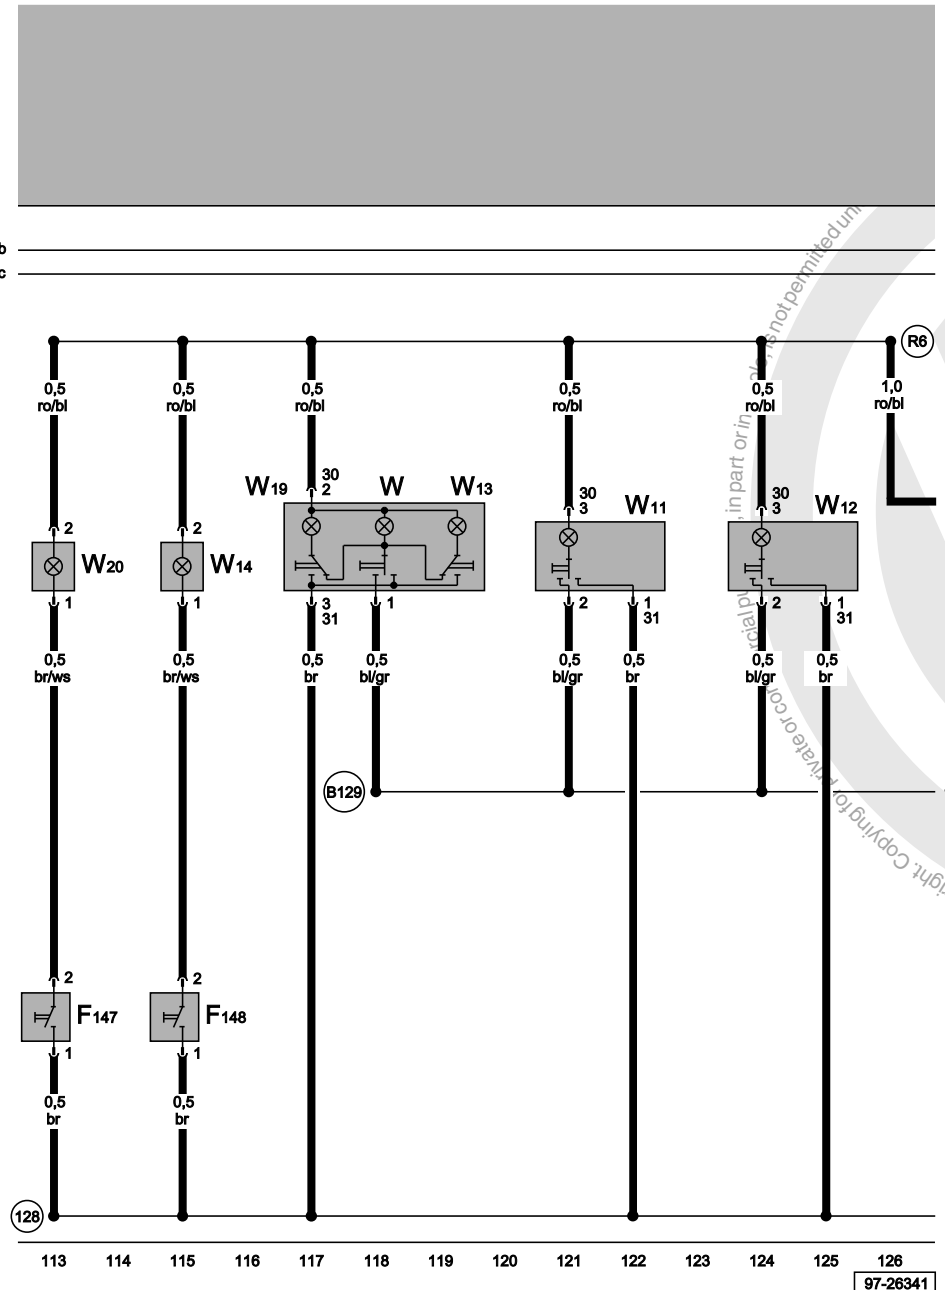 b
c
R6
0,5 0,5 0,5 0,5 0,5 1,0
ro/bl ro/bl ro/bl ro/bl ro/bl ro/bl
W19 30 W W13 30 W11 30 W12
2 3 3
2 W20 2 W14
1 1 3 1 2 1 2 1
31 31 31
0,5 0,5 0,5 0,5 0,5 0,5 0,5 0,5
br/ws br/ws br bl/gr bl/gr br bl/gr br
B129
2 2
F147 F148
1 1
0,5 0,5
br br
128
113 114 115 116 117 118 119 120 121 122 123 124 125 126
97-26341